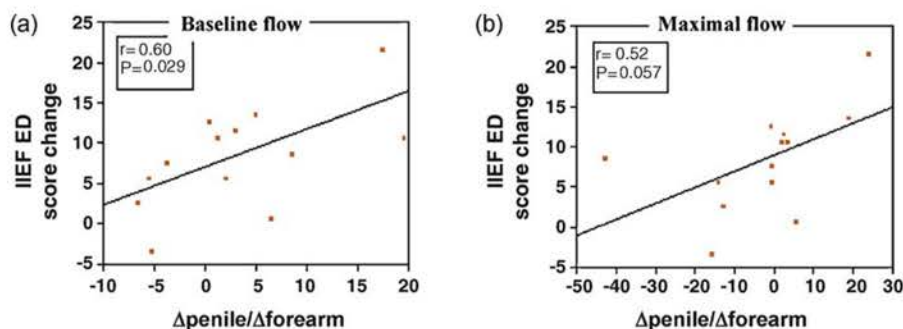 (a)
Baseline flow
r= 0.60
P=0.029
IIEF ED
score change
25
20
15
10
5
0
-5
-10
-5
0
5
10
15
20
Δpenile/Δforearm
(b)
Maximal flow
r= 0.52
P=0.057
IIEF ED
score change
25
20
15
10
5
0
-5
-50
-40
-30
-20
-10
0
10
20
30
Δpenile/Δforearm